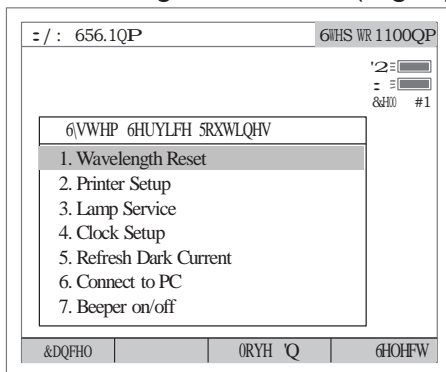 :/: 656.1QP 6WHS WR 1100QP
'2
:
#1
6\VWHP 6HUYLFH 5RXWLQHV
1. Wavelength Reset
2. Printer Setup
3. Lamp Service
4. Clock Setup
5. Refresh Dark Current
6. Connect to PC
7. Beeper on/off
&DQFHO 0RYH 'Q 6HOHFW